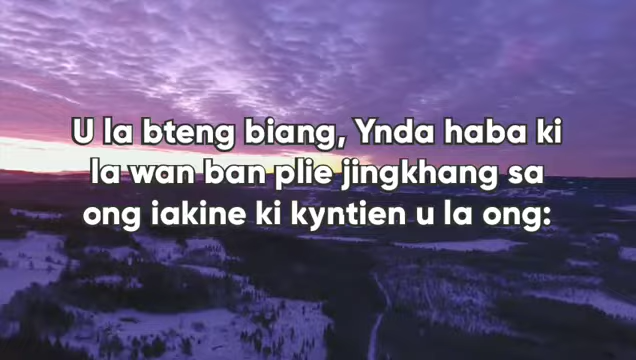 U la bteng biang, Ynda haba ki
la wan ban plie jingkhang sa
ong iakine ki kyntien u la ong: